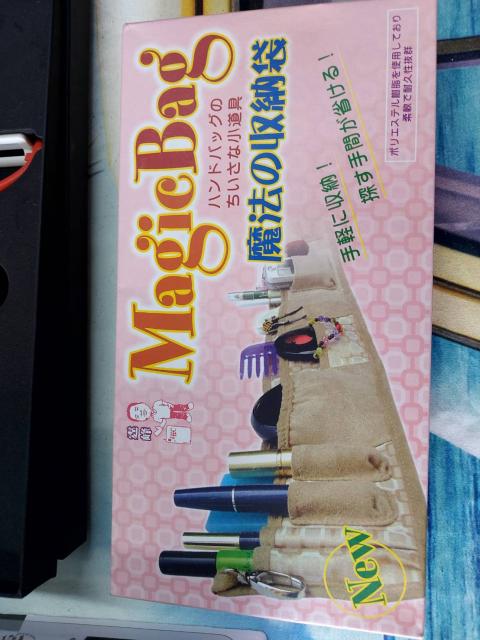 MagicBag
ハンドバッグの
ちいさな小道具
魔法の収納袋
手軽に収納！
探す手間が省ける！
ポリエステル樹脂を使用しており
柔軟で耐久性抜群
New